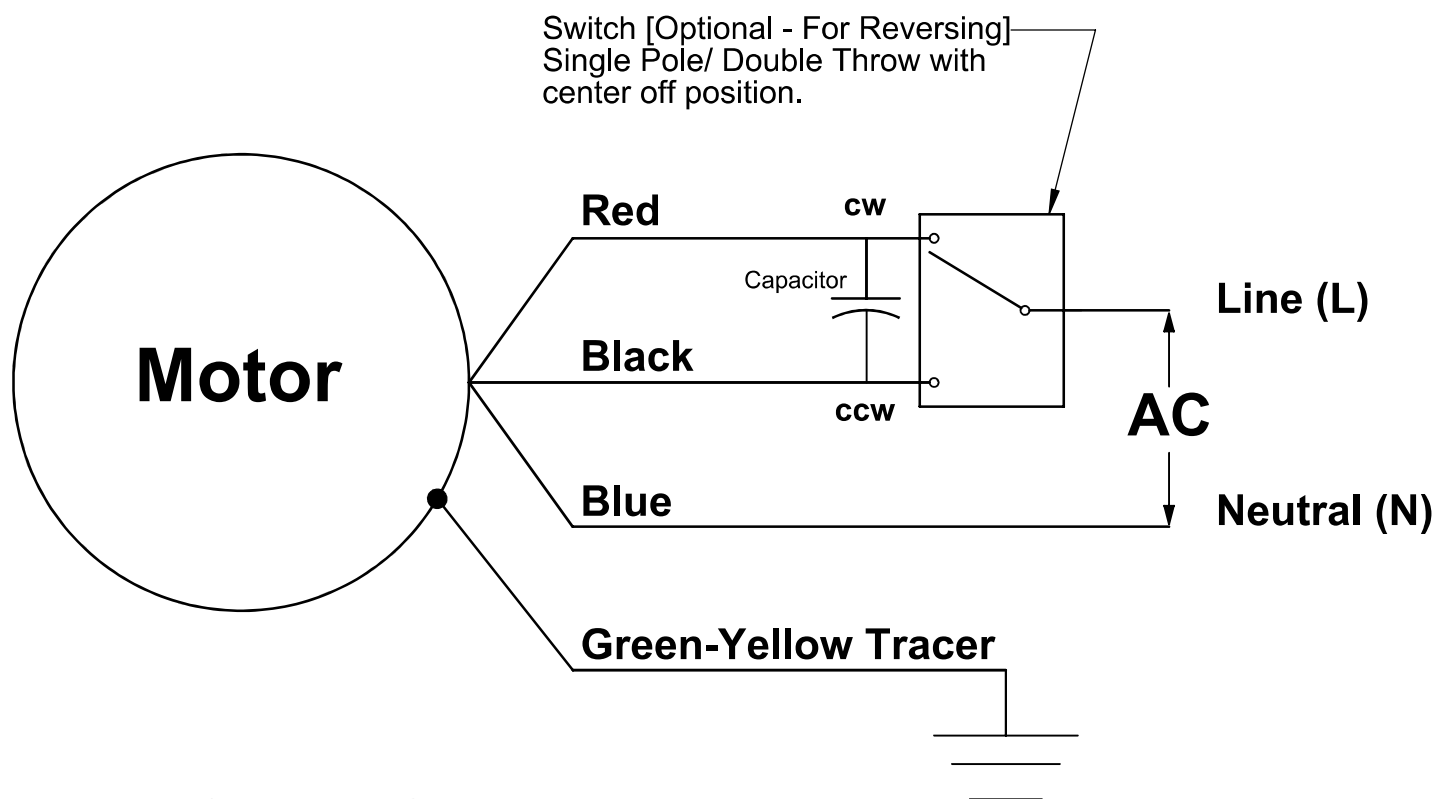 Switch [Optional - For Reversing]
Single Pole/ Double Throw with
center off position.
Red
cw
Capacitor
Line (L)
Motor
Black
ccw
AC
Blue
Neutral (N)
Green-Yellow Tracer